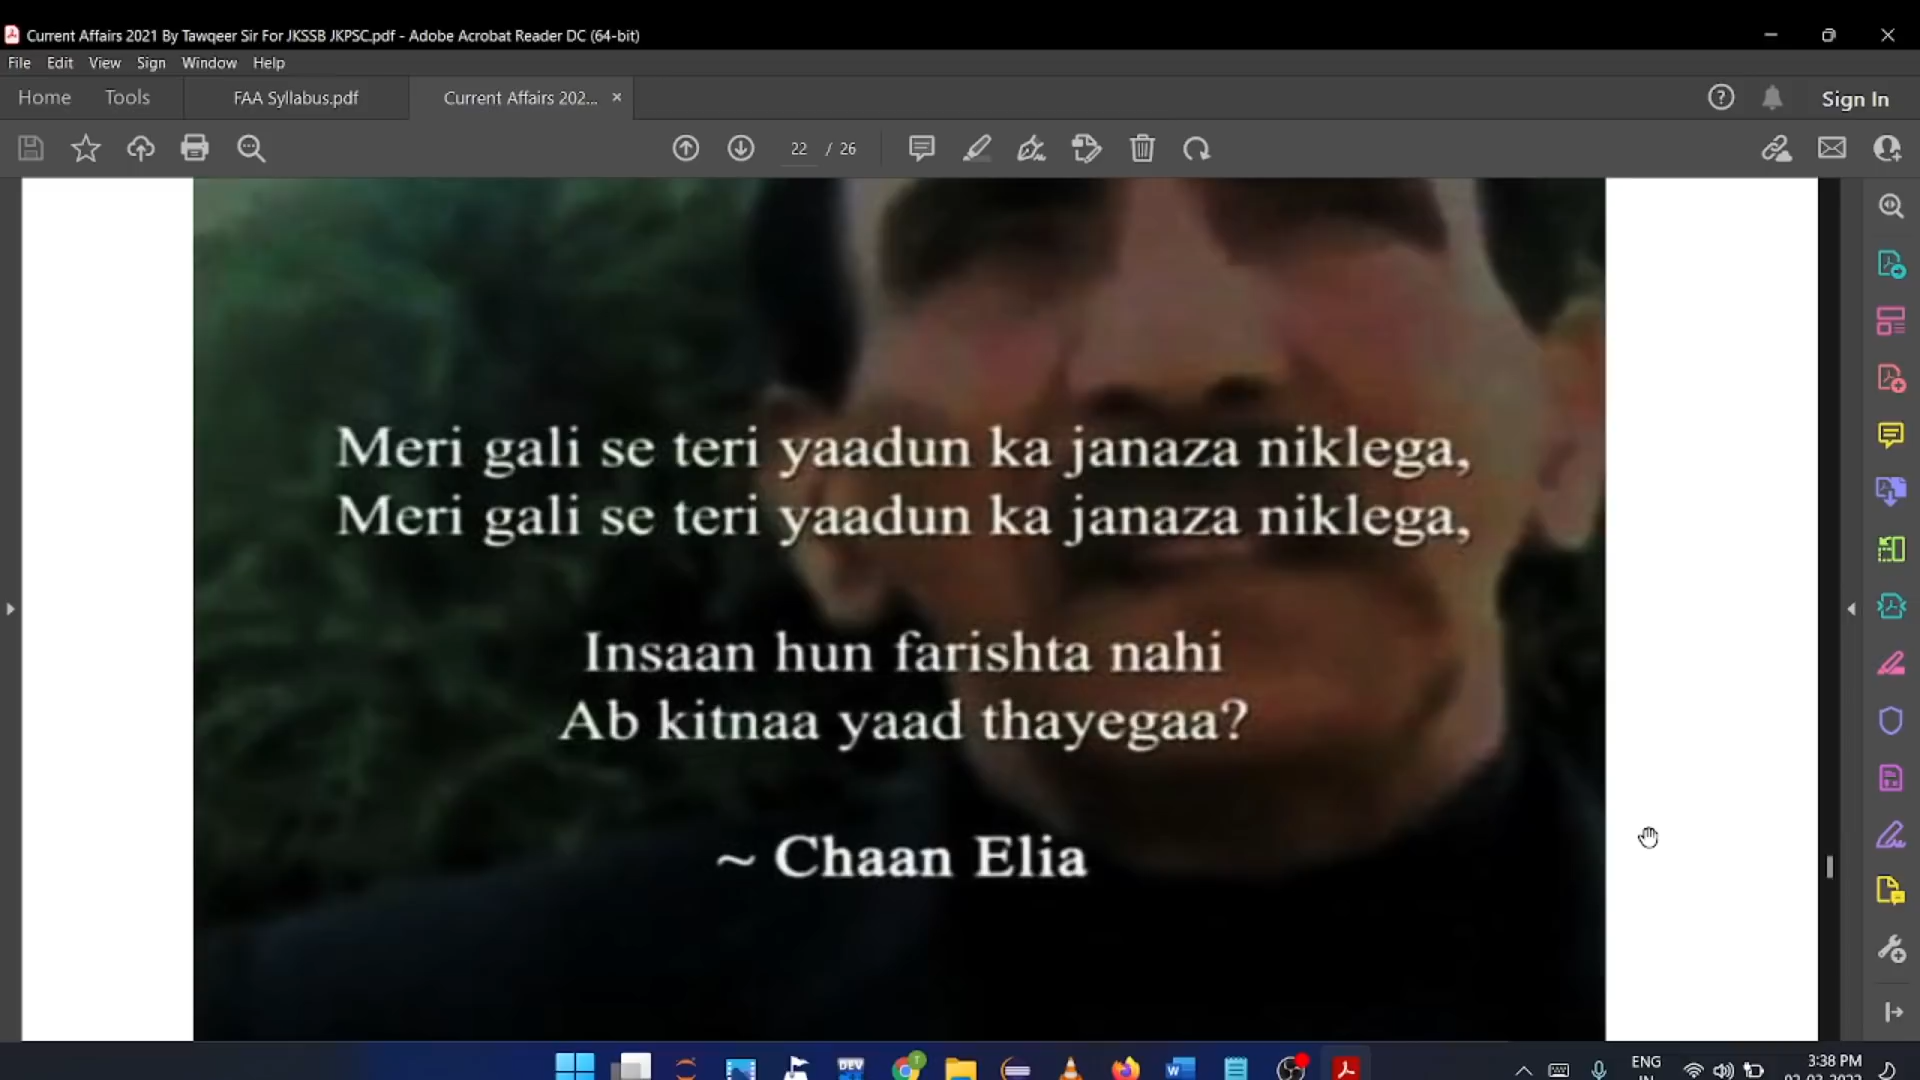 Current Affairs 2021 By Tawqeer Sir For JKSSB JKPSC.pdf - Adobe Acrobat Reader DC (64-bit)
File Edit View Sign Window Help
Home Tools FAA Syllabus.pdf Current Affairs 202... Sign In
22 / 26
Meri gali se teri yaadun ka janaza niklega,
Meri gali se teri yaadun ka janaza niklega,
Insaan hun farishta nahi
Ab kitnaa yaad thayegaa?
~ Chaan Elia
DEV
ENG
IN
3:38 PM